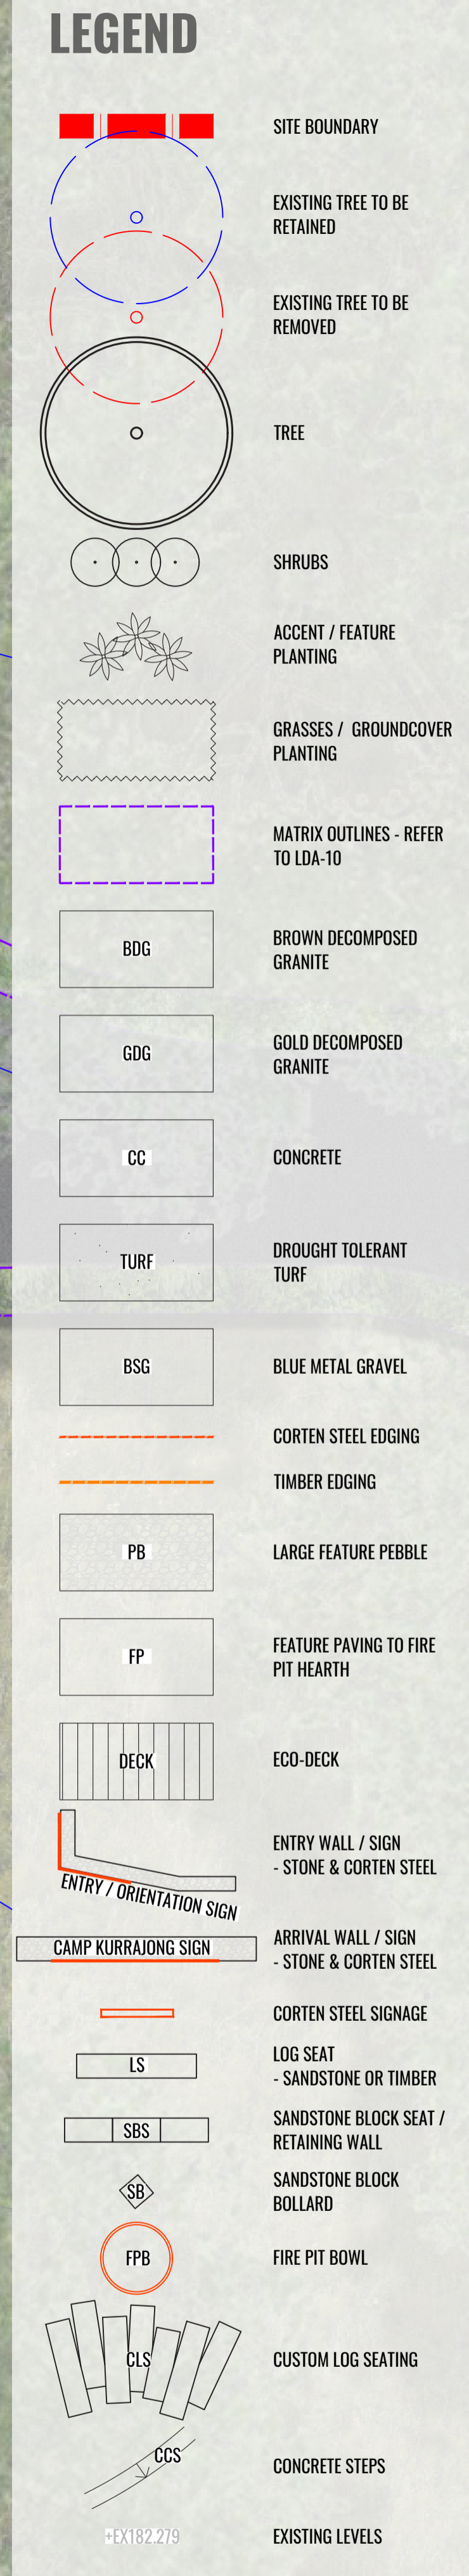 LEGEND
SITE BOUNDARY
EXISTING TREE TO BE
RETAINED
EXISTING TREE TO BE
REMOVED
TREE
SHRUBS
ACCENT / FEATURE
PLANTING
GRASSES / GROUNDCOVER
PLANTING
MATRIX OUTLINES - REFER
TO LDA-10
BDG
BROWN DECOMPOSED
GRANITE
GDG
GOLD DECOMPOSED
GRANITE
CC
CONCRETE
TURF
DROUGHT TOLERANT
TURF
BSG
BLUE METAL GRAVEL
CORTEN STEEL EDGING
TIMBER EDGING
PB
LARGE FEATURE PEBBLE
FP
FEATURE PAVING TO FIRE
PIT HEARTH
DECK
ECO-DECK
ENTRY / ORIENTATION SIGN
ENTRY WALL / SIGN
- STONE & CORTEN STEEL
CAMP KURRAJONG SIGN
ARRIVAL WALL / SIGN
- STONE & CORTEN STEEL
CORTEN STEEL SIGNAGE
LS
LOG SEAT
- SANDSTONE OR TIMBER
SBS
SANDSTONE BLOCK SEAT /
RETAINING WALL
SB
SANDSTONE BLOCK
BOLLARD
FPB
FIRE PIT BOWL
CLS
CUSTOM LOG SEATING
CCS
CONCRETE STEPS
+EX182.279
EXISTING LEVELS